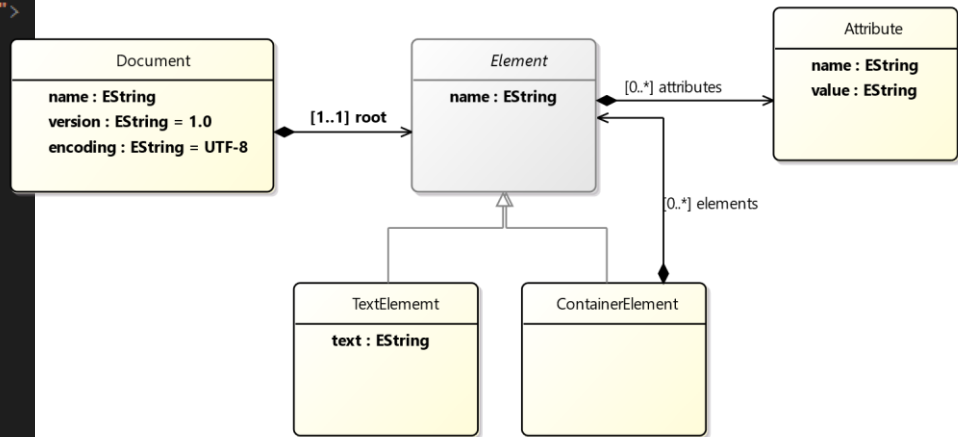 ">
Document
name : EString
version : EString = 1.0
encoding : EString = UTF-8
[1..1] root
Element
name : EString
[0..*] attributes
Attribute
name : EString
value : EString
[0..*] elements
TextElememt
text : EString
ContainerElement